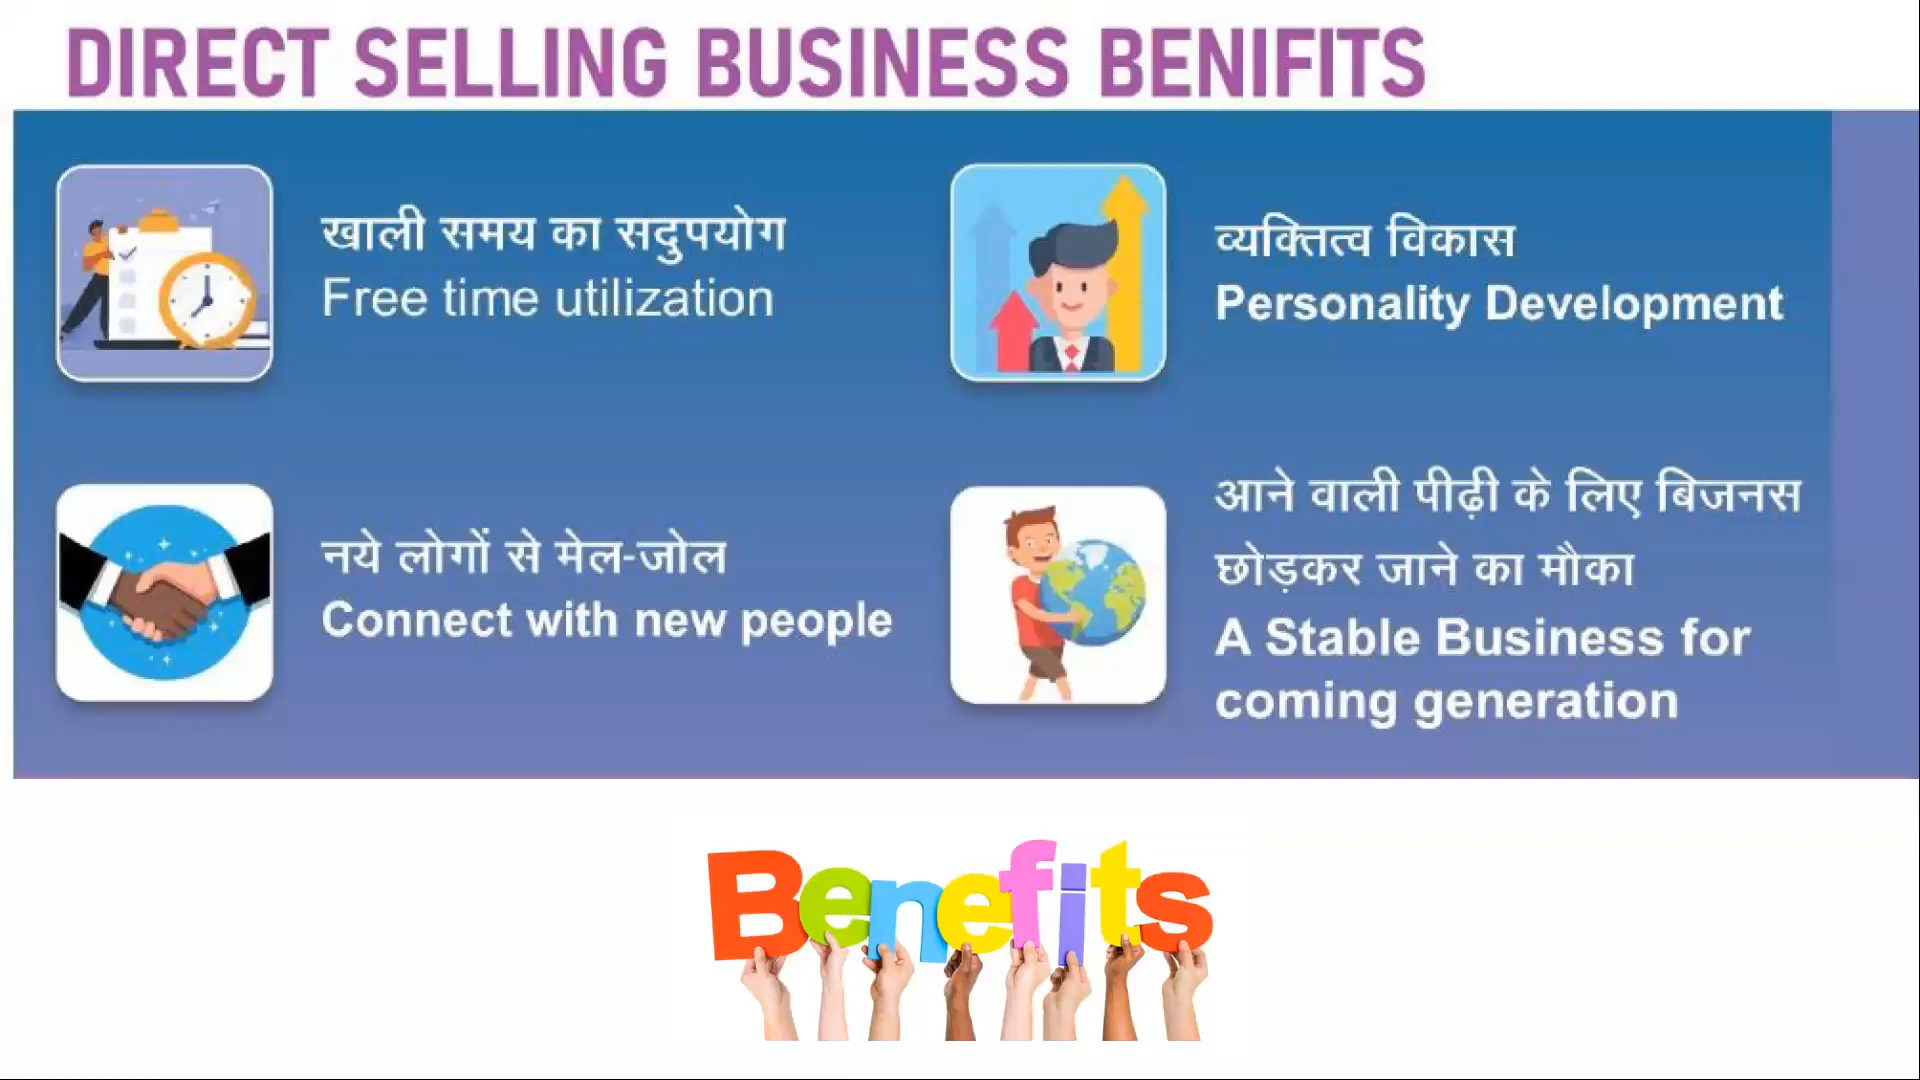 DIRECT SELLING BUSINESS BENIFITS
खाली समय का सदुपयोग
Free time utilization
व्यक्तित्व विकास
Personality Development
नये लोगों से मेल-जोल
Connect with new people
आने वाली पीढ़ी के लिए बिजनस
छोड़कर जाने का मौका
A Stable Business for
coming generation
Benefits